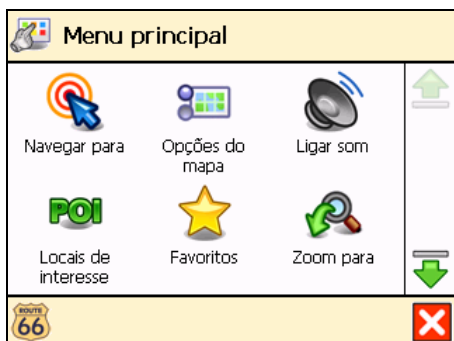 Menu principal
Navegar para
Opções do
mapa
Ligar som
POI
Locais de
interesse
Favoritos
Zoom para
ROUTE
66